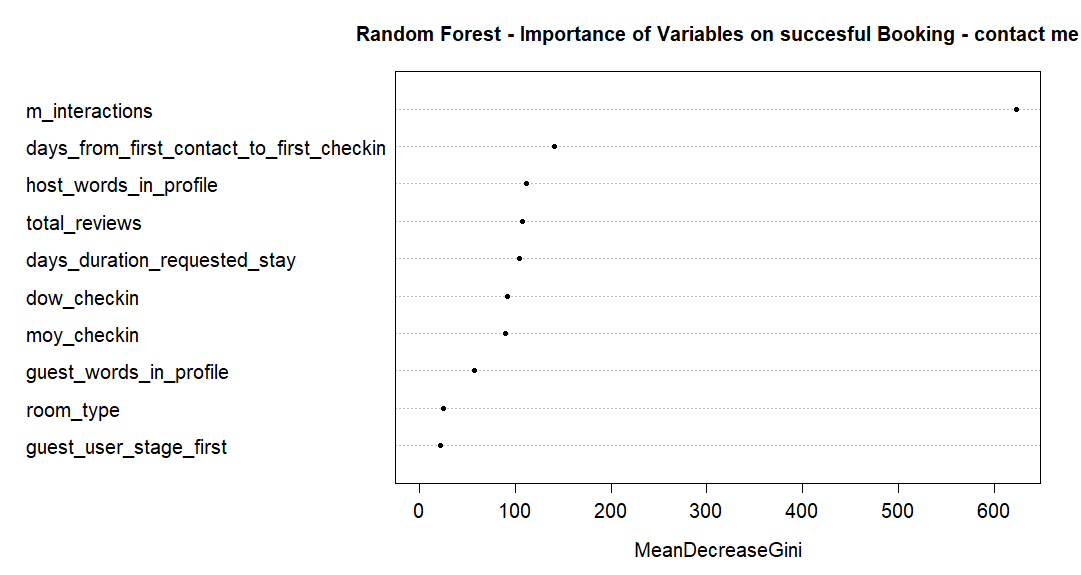 Random Forest - Importance of Variables on succesful Booking - contact me
m_interactions
days_from_first_contact_to_first_checkin
host_words_in_profile
total_reviews
days_duration_requested_stay
dow_checkin
moy_checkin
guest_words_in_profile
room_type
guest_user_stage_first
0 100 200 300 400 500 600
MeanDecreaseGini